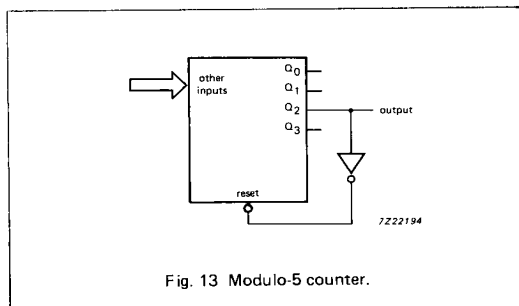 other
inputs
Q0
Q1
Q2
Q3
output
reset
7Z22194
Fig. 13 Modulo-5 counter.